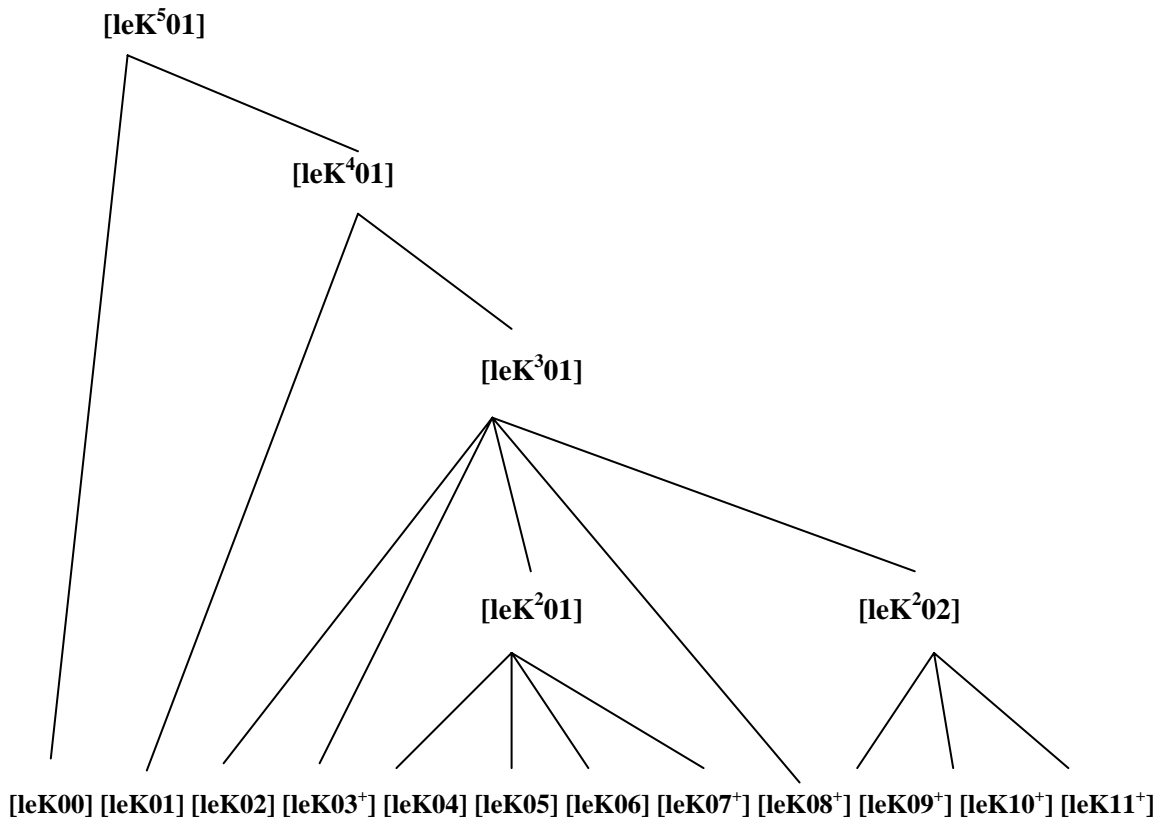 [leK⁵01]
[leK⁴01]
[leK³01]
[leK²01] [leK²02]
[leK00] [leK01] [leK02] [leK03⁺] [leK04] [leK05] [leK06] [leK07⁺] [leK08⁺] [leK09⁺] [leK10⁺] [leK11⁺]